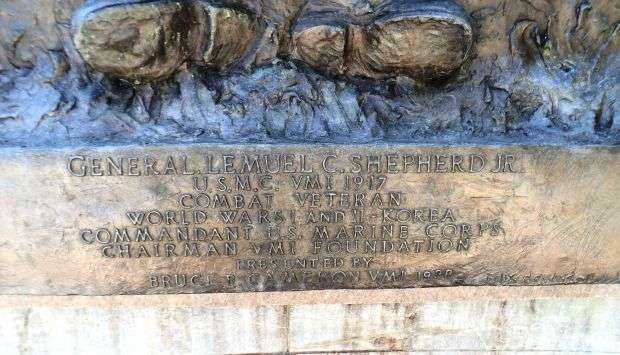 GENERAL LEMUEL C. SHEPHERD JR.
U.S.M.C. VMI 1917
COMBAT VETERAN
WORLD WARS I AND II - KOREA
COMMANDANT U.S. MARINE CORPS
CHAIRMAN VMI FOUNDATION
PRESENTED BY
BRUCE VMI